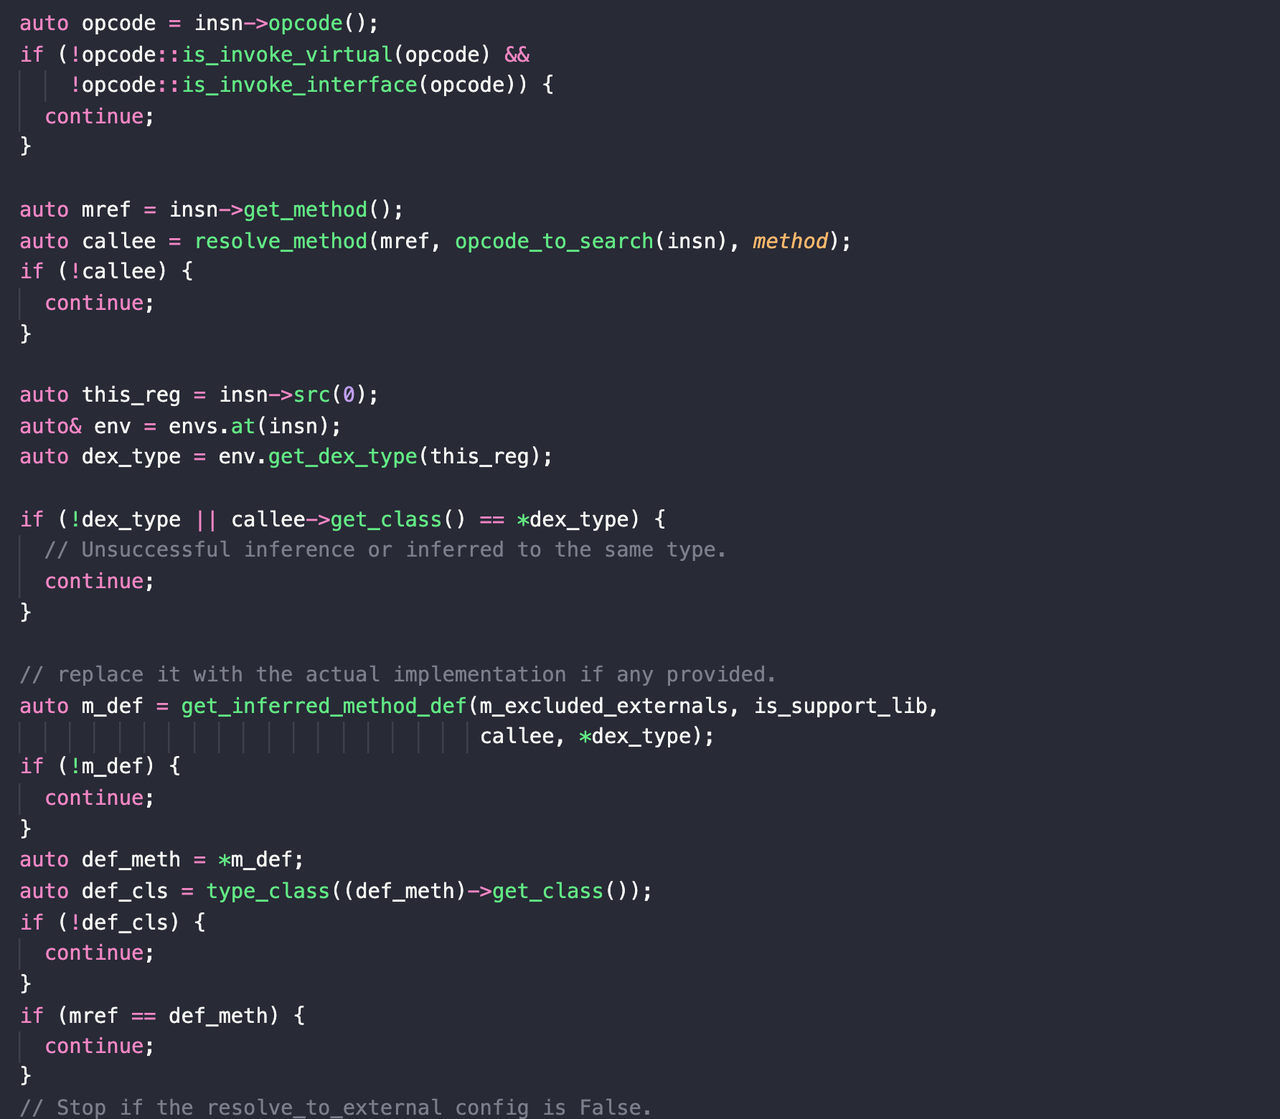 auto opcode = insn->opcode();
if (!opcode::is_invoke_virtual(opcode) &&
    !opcode::is_invoke_interface(opcode)) {
  continue;
}

auto mref = insn->get_method();
auto callee = resolve_method(mref, opcode_to_search(insn), method);
if (!callee) {
  continue;
}

auto this_reg = insn->src(0);
auto& env = envs.at(insn);
auto dex_type = env.get_dex_type(this_reg);

if (!dex_type || callee->get_class() == *dex_type) {
  // Unsuccessful inference or inferred to the same type.
  continue;
}

// replace it with the actual implementation if any provided.
auto m_def = get_inferred_method_def(m_excluded_externals, is_support_lib,
                                     callee, *dex_type);
if (!m_def) {
  continue;
}
auto def_meth = *m_def;
auto def_cls = type_class((def_meth)->get_class());
if (!def_cls) {
  continue;
}
if (mref == def_meth) {
  continue;
}
// Stop if the resolve_to_external config is False.